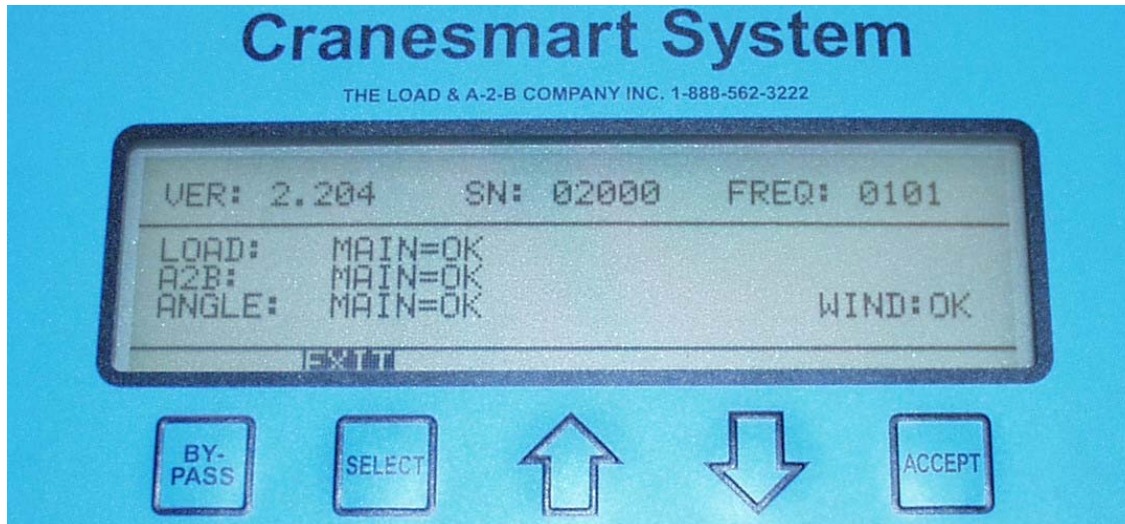 Cranesmart System
THE LOAD & A-2-B COMPANY INC. 1-888-562-3222
VER: 2.204 SN: 02000 FREQ: 0101
LOAD: MAIN=OK
A2B: MAIN=OK
ANGLE: MAIN=OK WIND:OK
EXIT
BY-
PASS SELECT ACCEPT